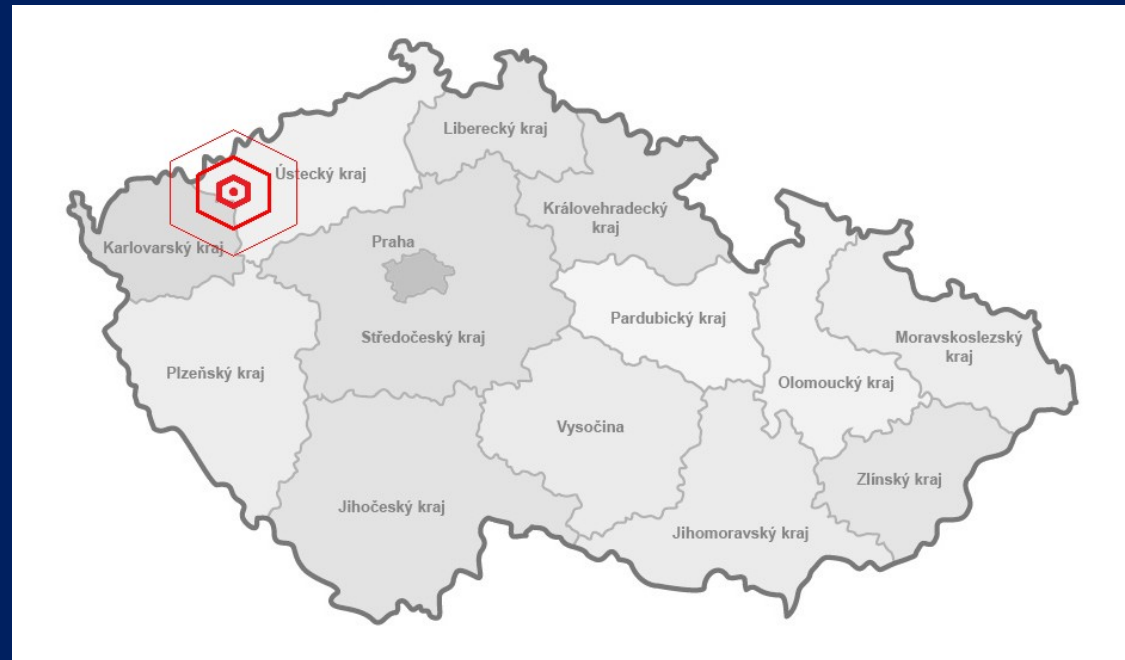 Liberecký kraj
Ústecký kraj
Královehradecký
kraj
Karlovarský kraj
Praha
Pardubický kraj
Středočeský kraj
Moravskoslezský
kraj
Plzeňský kraj
Olomoucký kraj
Vysočina
Zlínský kraj
Jihočeský kraj
Jihomoravský kraj